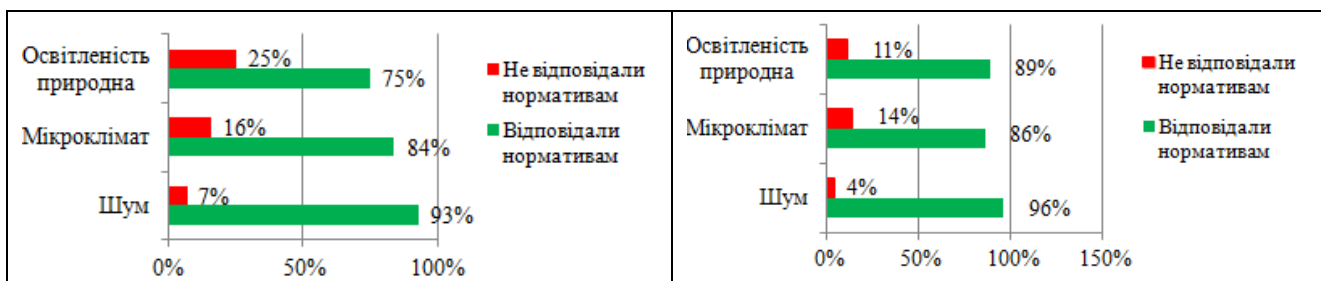 Освітленість
природна
25%
75%
Мікроклімат
16%
84%
Шум
7%
93%
0%
50%
100%
Не відповідали
нормативам
Відповідали
нормативам
Освітленість
природна
11%
89%
Мікроклімат
14%
86%
Шум
4%
96%
0%
50%
100%
150%
Не відповідали
нормативам
Відповідали
нормативам